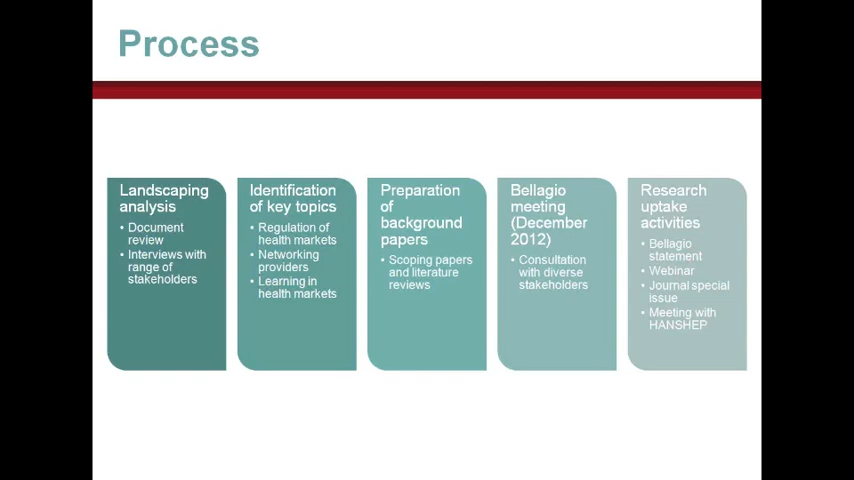 Process
Landscaping
analysis
• Document
review
• Interviews with
range of
stakeholders
Identification
of key topics
• Regulation of
health markets
• Networking
providers
• Learning in
health markets
Preparation
of
background
papers
• Scoping papers
and literature
reviews
Bellagio
meeting
(December
2012)
• Consultation
with diverse
stakeholders
Research
uptake
activities
• Bellagio
statement
• Webinar
• Journal special
issue
• Meeting with
HANSHEP